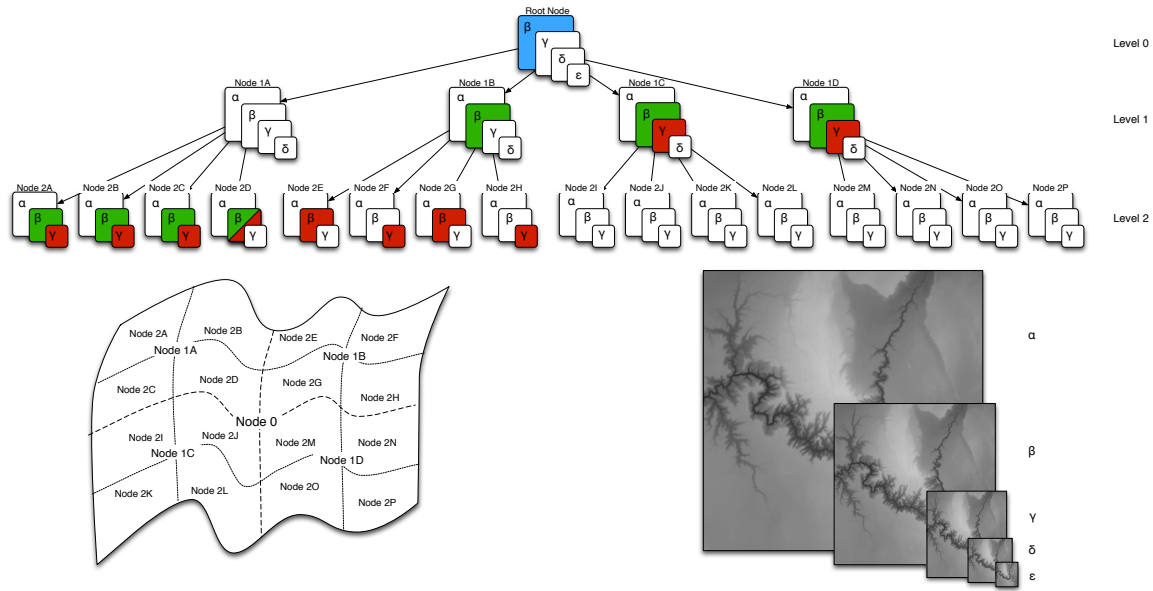 Root Node
β
γ
δ
ε
Level 0
Node 1A
α
β
γ
δ
Node 1B
α
β
γ
δ
Node 1C
α
β
γ
δ
Node 1D
α
β
γ
δ
Level 1
Node 2A
α
β
γ
Node 2B
α
β
γ
Node 2C
α
β
γ
Node 2D
α
β
γ
Node 2E
α
β
γ
Node 2F
α
β
γ
Node 2G
α
β
γ
Node 2H
α
β
γ
Node 2I
α
β
γ
Node 2J
α
β
γ
Node 2K
α
β
γ
Node 2L
α
β
γ
Node 2M
α
β
γ
Node 2N
α
β
γ
Node 2O
α
β
γ
Node 2P
α
β
γ
Level 2
Node 2A
Node 2B
Node 2E
Node 2F
Node 1A
Node 1B
Node 2C
Node 2D
Node 2G
Node 2H
Node 0
Node 2I
Node 2J
Node 2M
Node 2N
Node 1C
Node 1D
Node 2K
Node 2L
Node 2O
Node 2P
α
β
γ
δ
ε